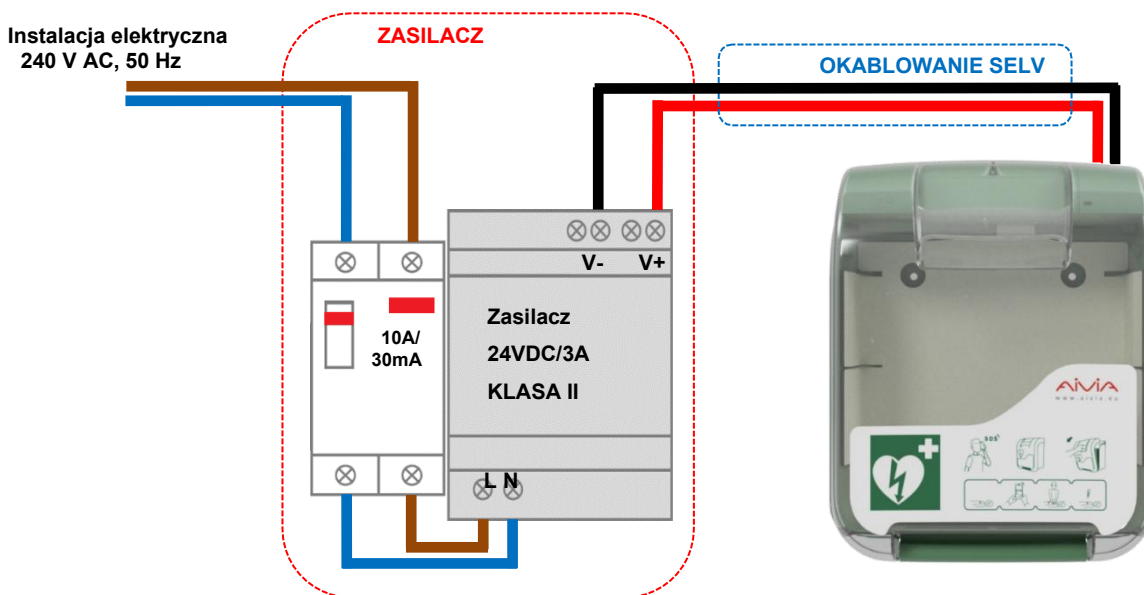 Instalacja elektryczna
240 V AC, 50 Hz
ZASILACZ
OKABLOWANIE SELV
V- V+
10A/
30mA
Zasilacz
24VDC/3A
KLASA II
L N
AiViA
www.aivia.eu
SOS